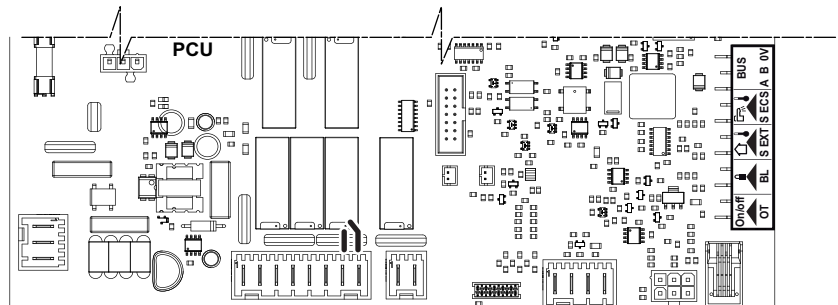 PCU
BUS A B 0V
S ECS
S EXT
BL
On/off OT